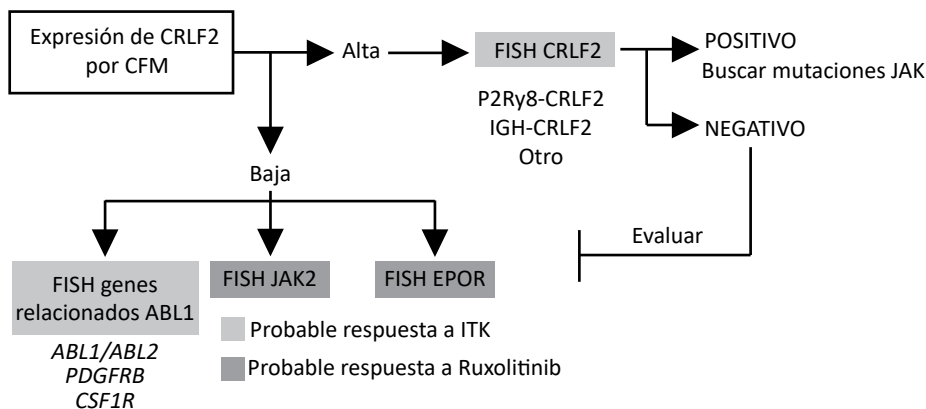 Expresión de CRLF2
por CFM
Alta
FISH CRLF2
P2Ry8-CRLF2
IGH-CRLF2
Otro
POSITIVO
Buscar mutaciones JAK
NEGATIVO
Evaluar
Baja
FISH genes
relacionados ABL1
ABL1/ABL2
PDGFRB
CSF1R
FISH JAK2
FISH EPOR
Probable respuesta a ITK
Probable respuesta a Ruxolitinib